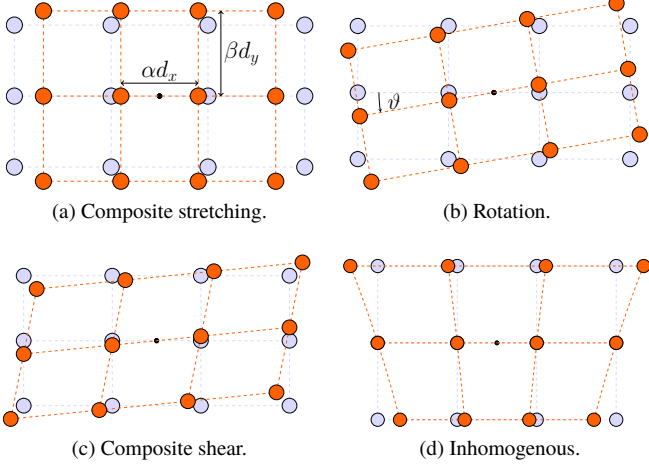 βd_y
αd_x
ϑ
(a) Composite stretching.
(b) Rotation.
(c) Composite shear.
(d) Inhomogenous.